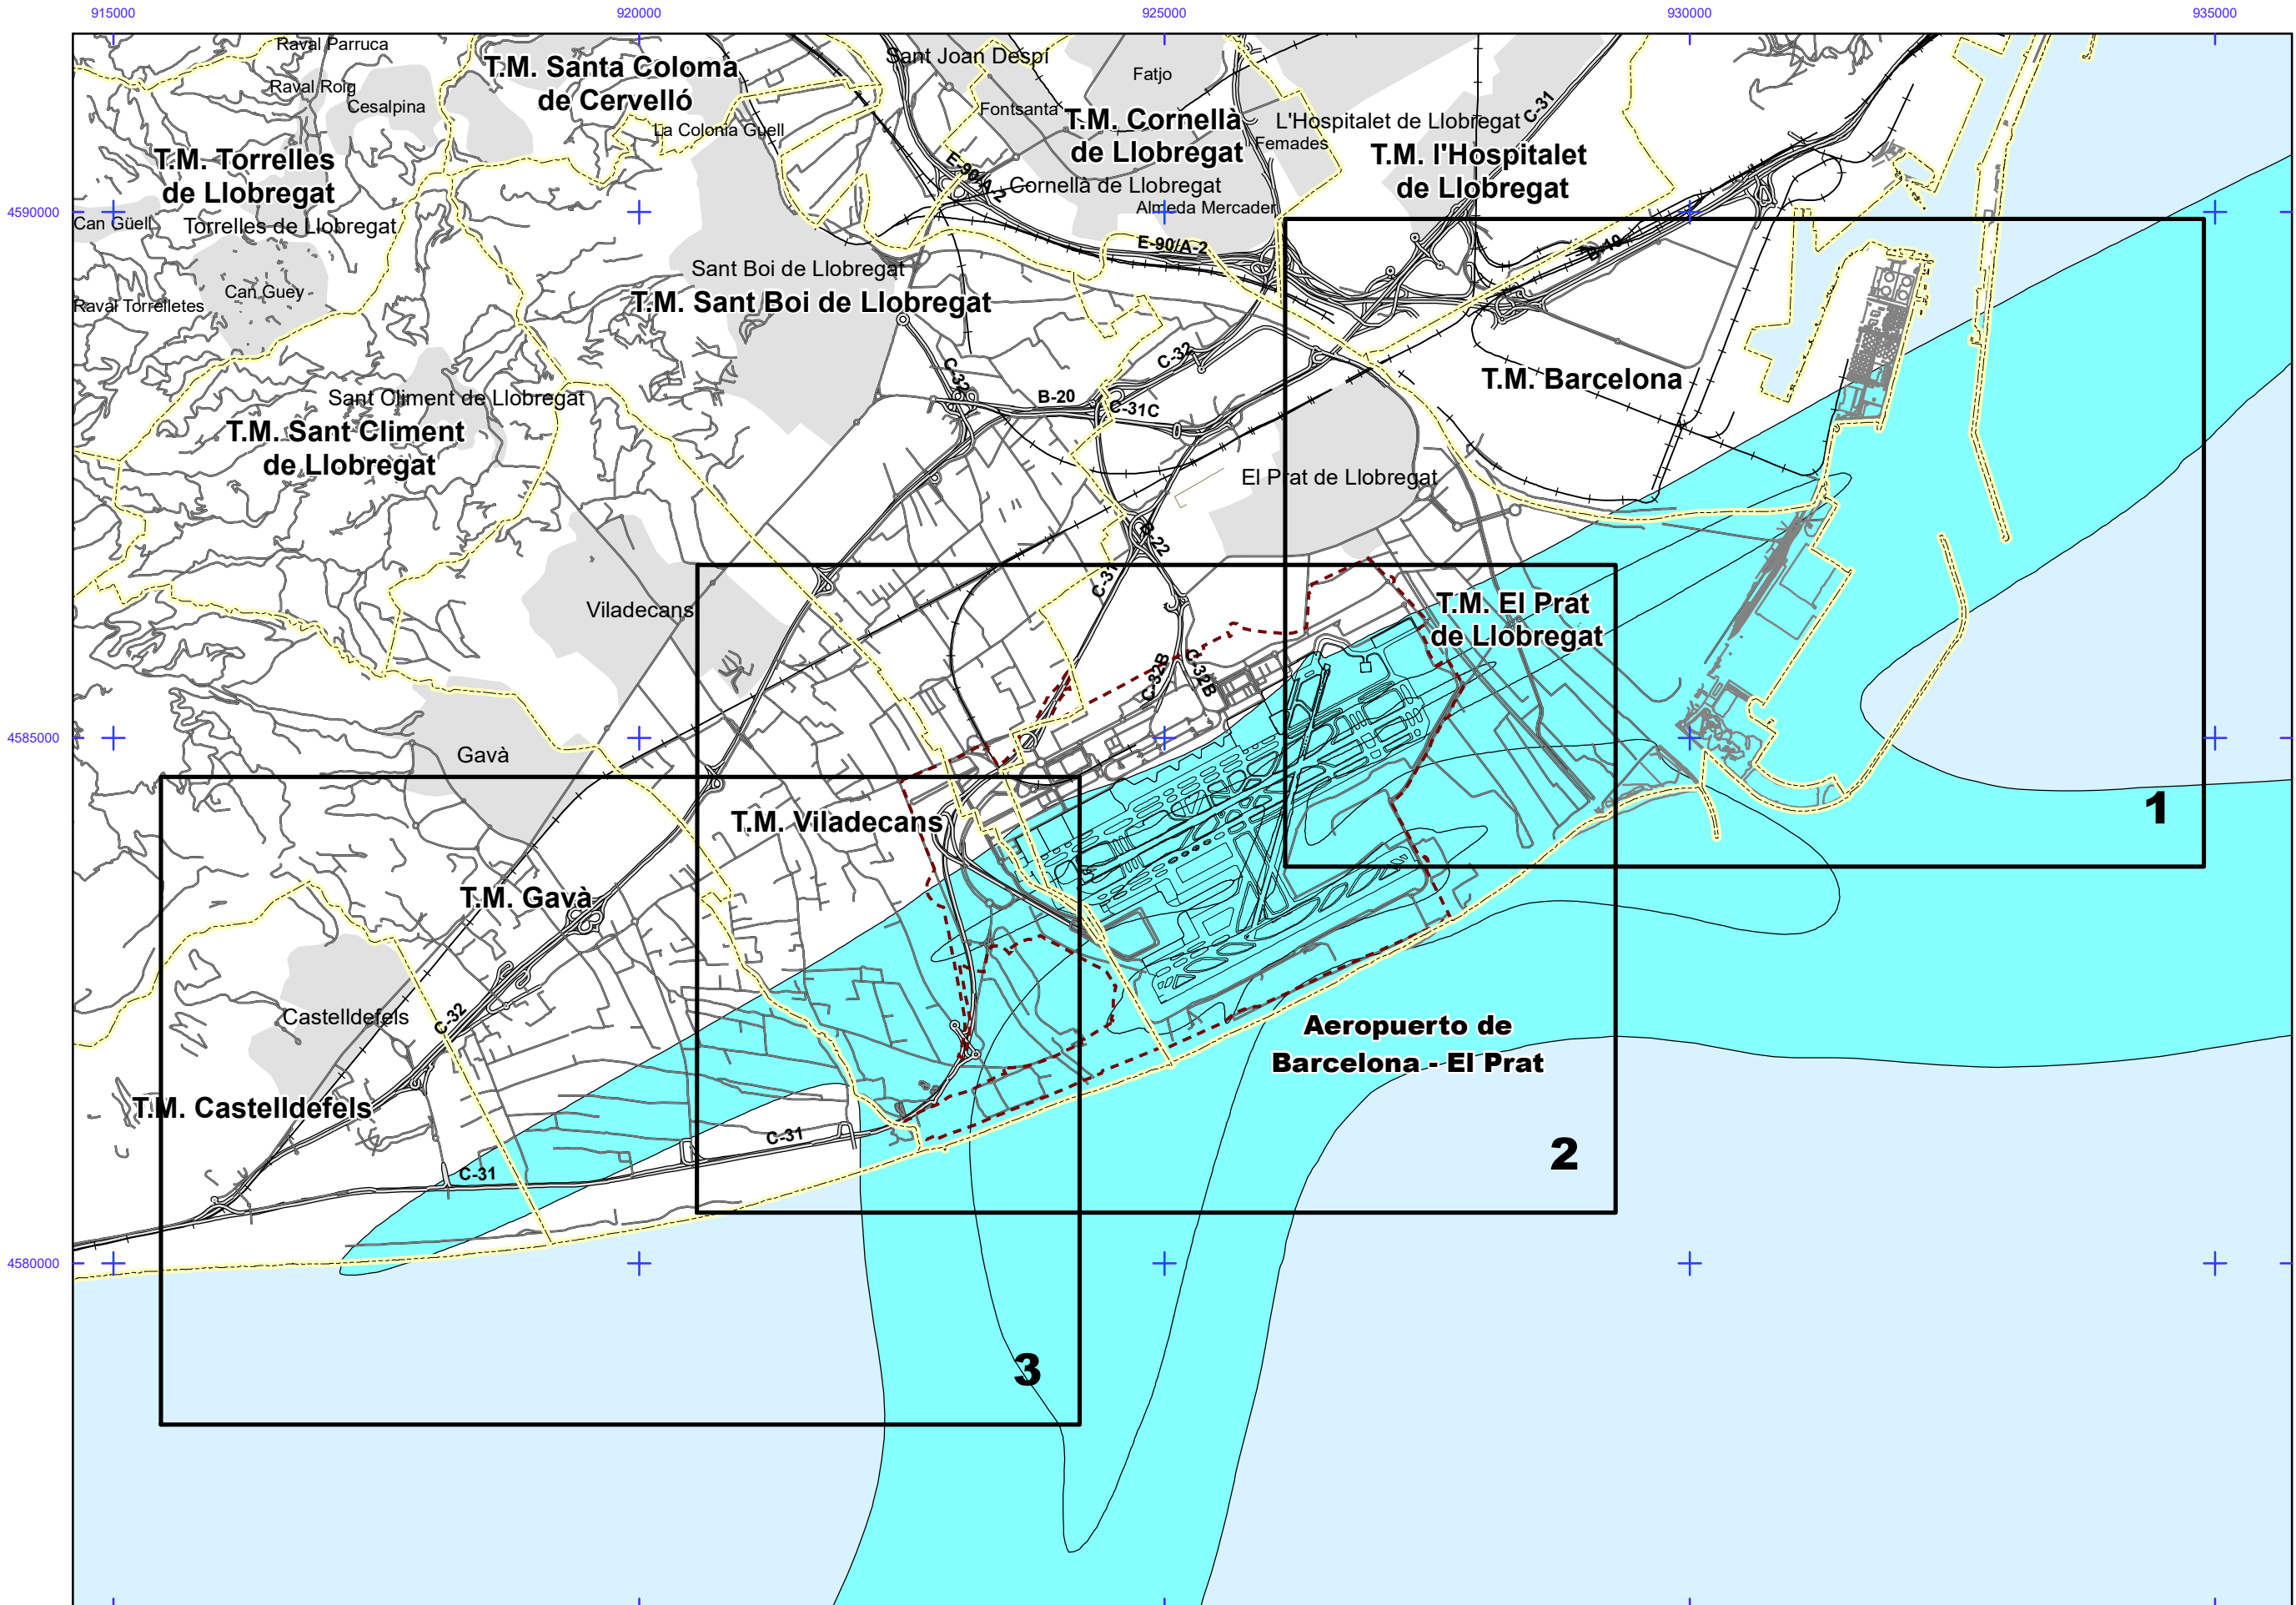 915000 920000 925000 930000 935000
Raval Parruca
Sant Joan Despí
T.M. Santa Coloma
de Cervelló
Fatjo
Raval Roig
Cesalpina
Fontsanta
C-31
T.M. Cornellà
de Llobregat
L'Hospitalet de Llobregat
La Colonia Guell
Femades
T.M. Torrelles
de Llobregat
T.M. l'Hospitalet
de Llobregat
E-90/A-2
Cornellà de Llobregat
Almeda Mercader
4590000
Can Güell
Torrelles de Llobregat
E-90/A-2
B-10
Sant Boi de Llobregat
T.M. Sant Boi de Llobregat
Can Guey
Raval Torrelletes
C-32
C-32
T.M. Barcelona
Sant Climent de Llobregat
B-20
C-31C
T.M. Sant Climent
de Llobregat
El Prat de Llobregat
B-22
C-31
Viladecans
T.M. El Prat
de Llobregat
C-32B
C-32B
4585000
Gavà
1
T.M. Viladecans
T.M. Gavà
Castelldefels
C-32
Aeropuerto de
Barcelona - El Prat
T.M. Castelldefels
C-31
2
C-31
4580000
3